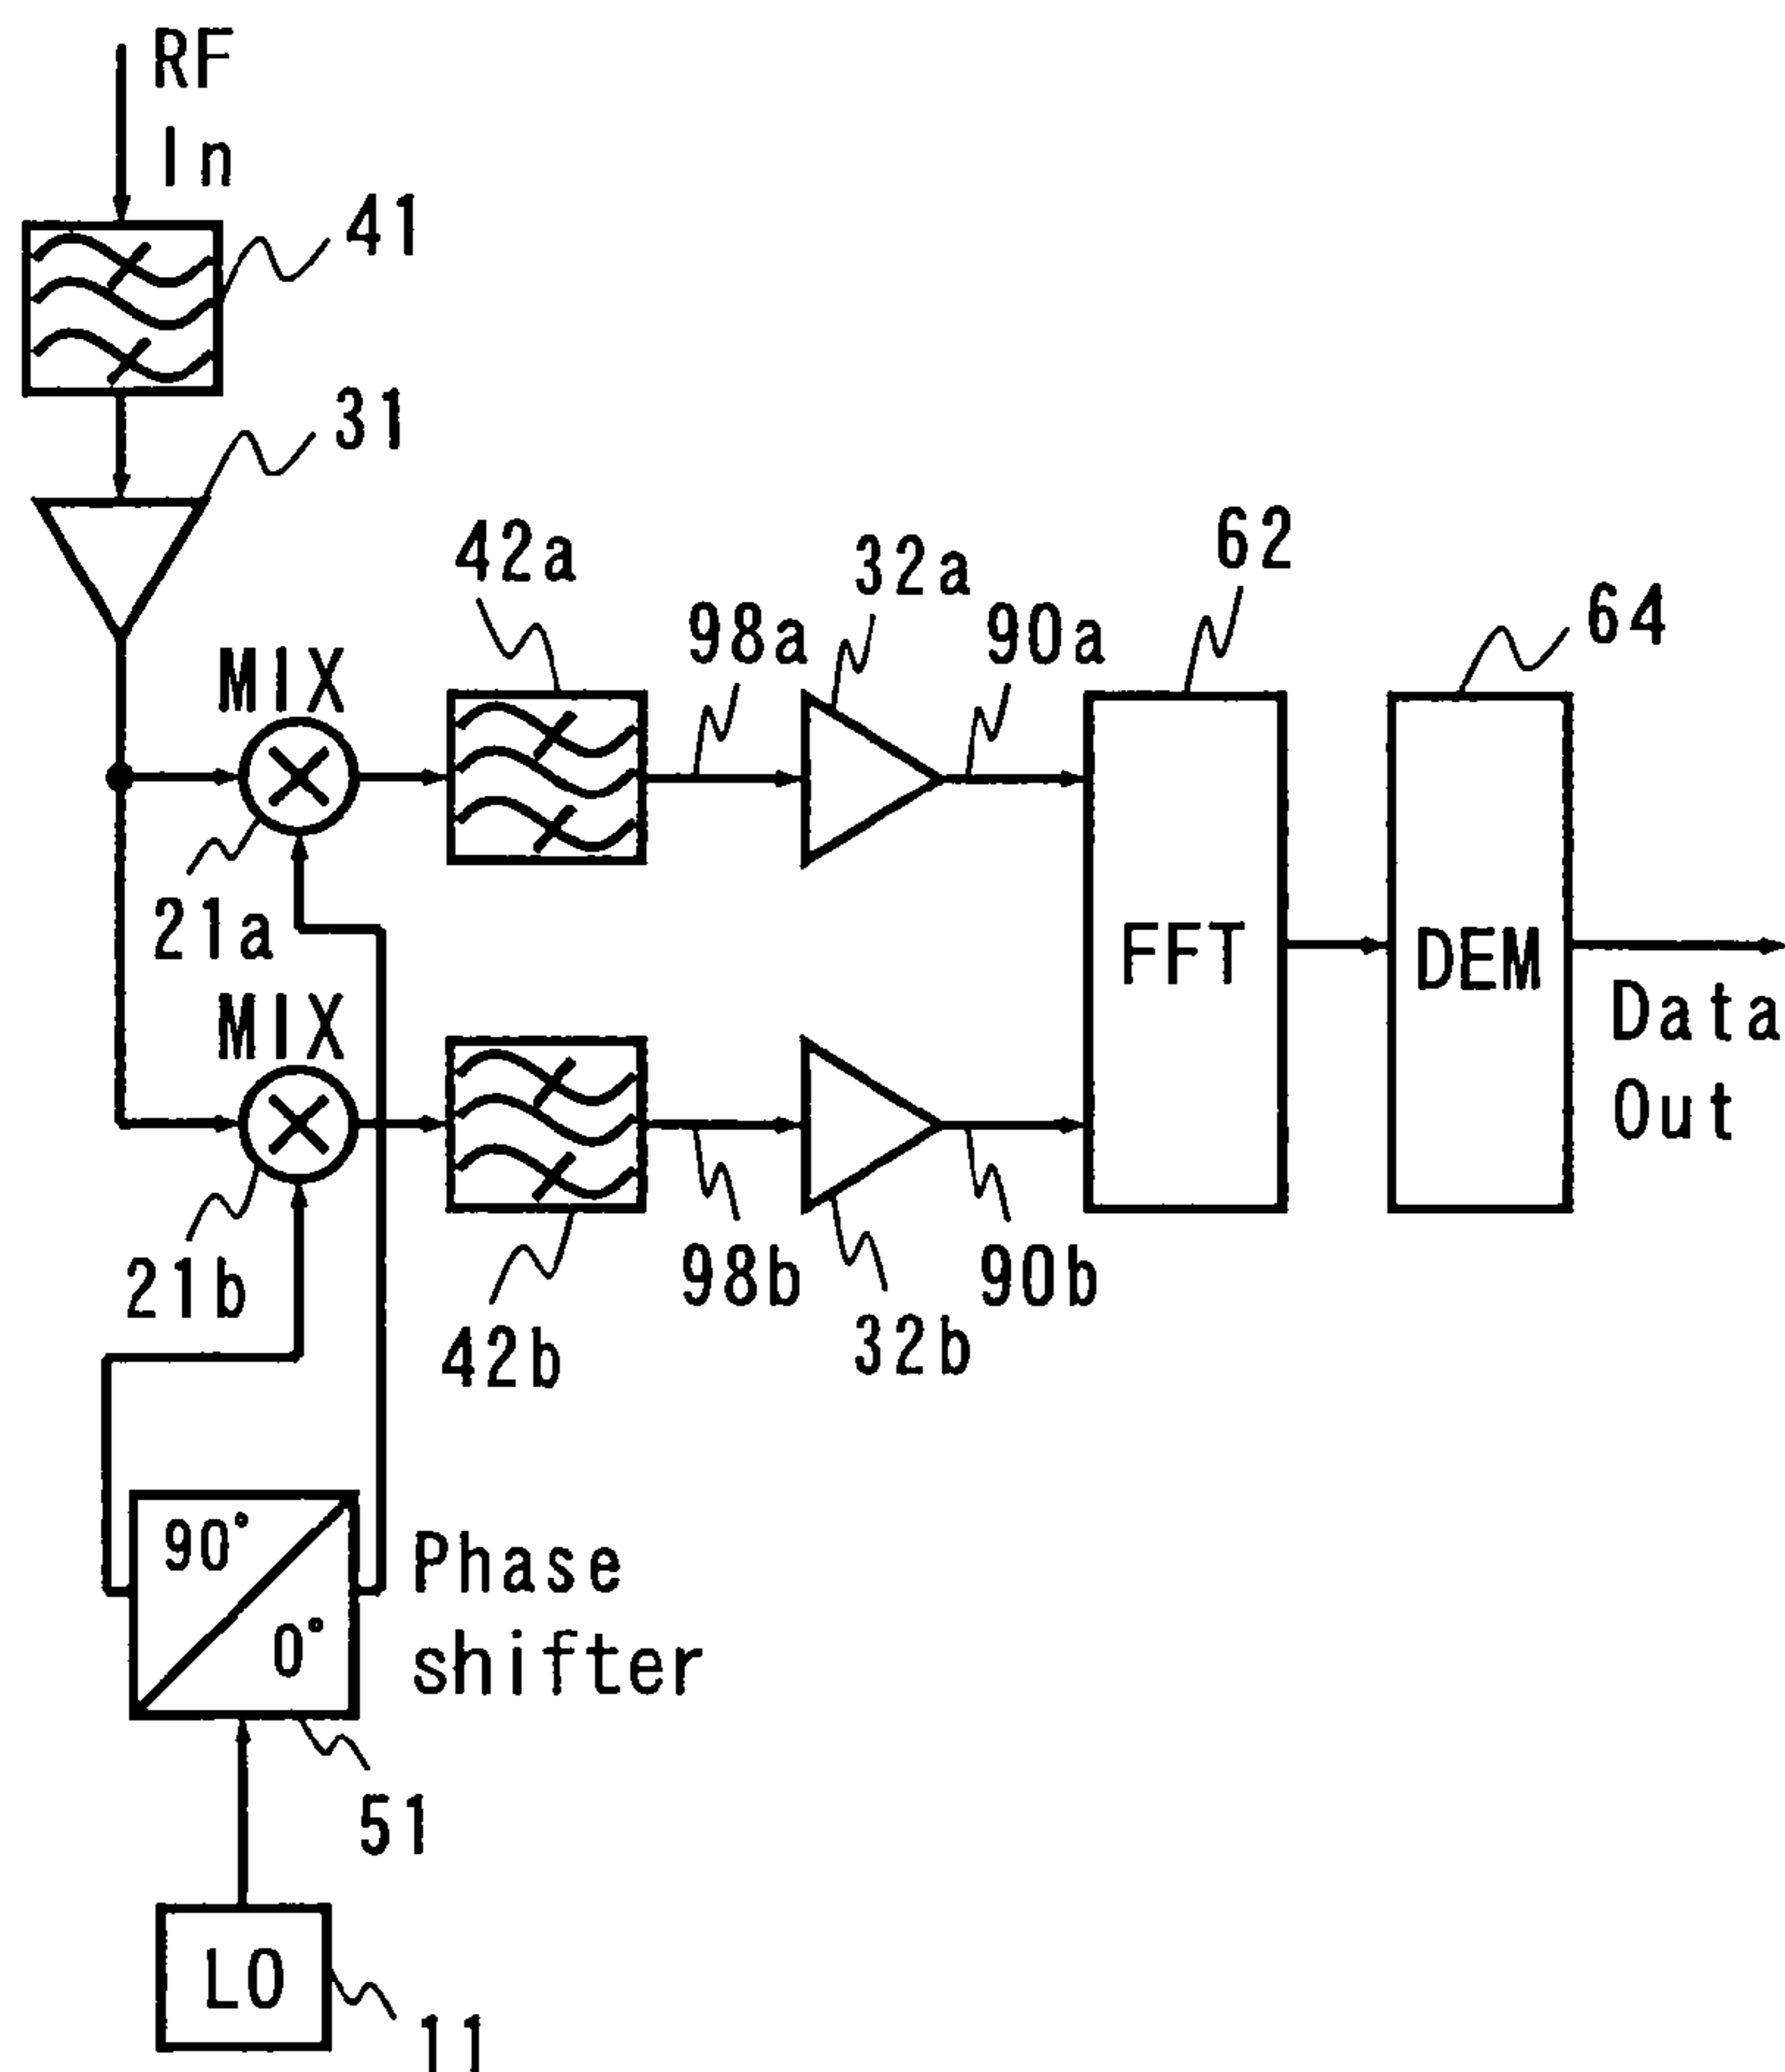 RF
In
41
31
42a
98a
32a
90a
62
64
MIX
21a
MIX
21b
42b
98b
32b
90b
FFT
DEM
Data
Out
90°
0°
Phase
shifter
51
LO
11